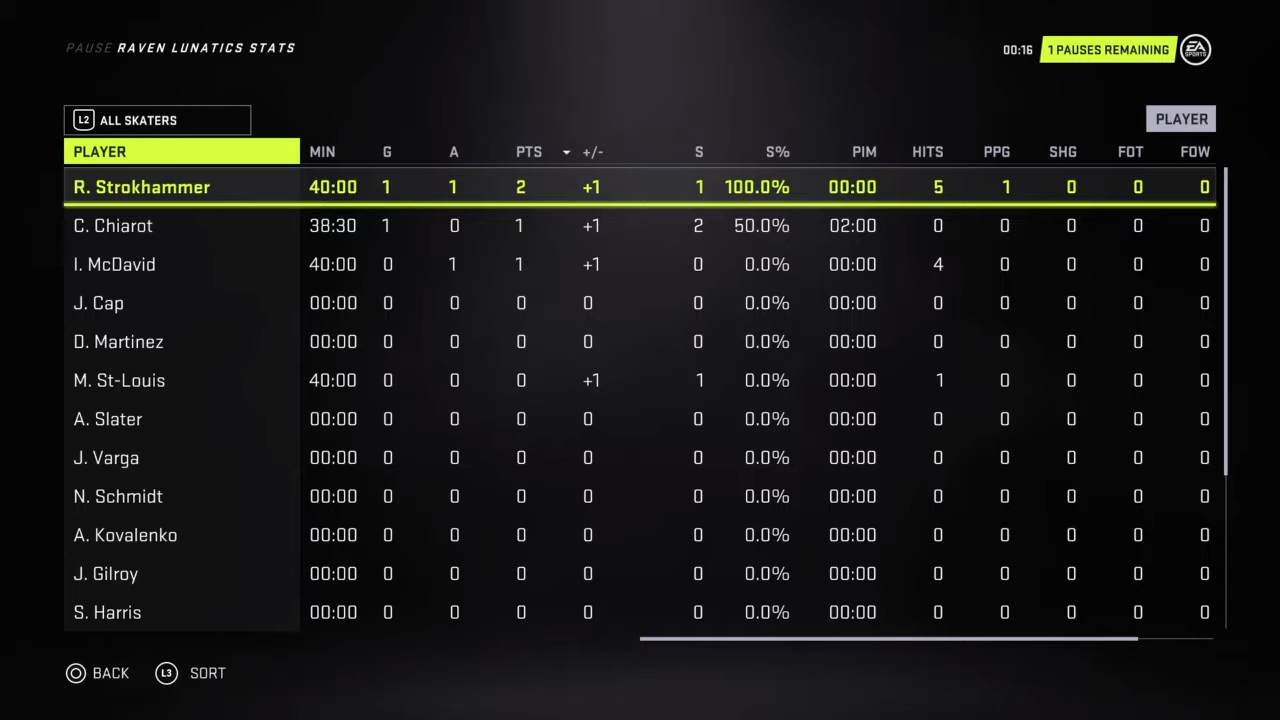 PAUSE RAVEN LUNATICS STATS
00:16 1 PAUSES REMAINING EA SPORTS
L2 ALL SKATERS
PLAYER
PLAYER MIN G A PTS +/- S S% PIM HITS PPG SHG FOT FOW
R. Strokhammer 40:00 1 1 2 +1 1 100.0% 00:00 5 1 0 0 0
C. Chiarot 38:30 1 0 1 +1 2 50.0% 02:00 0 0 0 0 0
I. McDavid 40:00 0 1 1 +1 0 0.0% 00:00 4 0 0 0 0
J. Cap 00:00 0 0 0 0 0 0.0% 00:00 0 0 0 0 0
D. Martinez 00:00 0 0 0 0 0 0.0% 00:00 0 0 0 0 0
M. St-Louis 40:00 0 0 0 +1 1 0.0% 00:00 1 0 0 0 0
A. Slater 00:00 0 0 0 0 0 0.0% 00:00 0 0 0 0 0
J. Varga 00:00 0 0 0 0 0 0.0% 00:00 0 0 0 0 0
N. Schmidt 00:00 0 0 0 0 0 0.0% 00:00 0 0 0 0 0
A. Kovalenko 00:00 0 0 0 0 0 0.0% 00:00 0 0 0 0 0
J. Gilroy 00:00 0 0 0 0 0 0.0% 00:00 0 0 0 0 0
S. Harris 00:00 0 0 0 0 0 0.0% 00:00 0 0 0 0 0
BACK L3 SORT